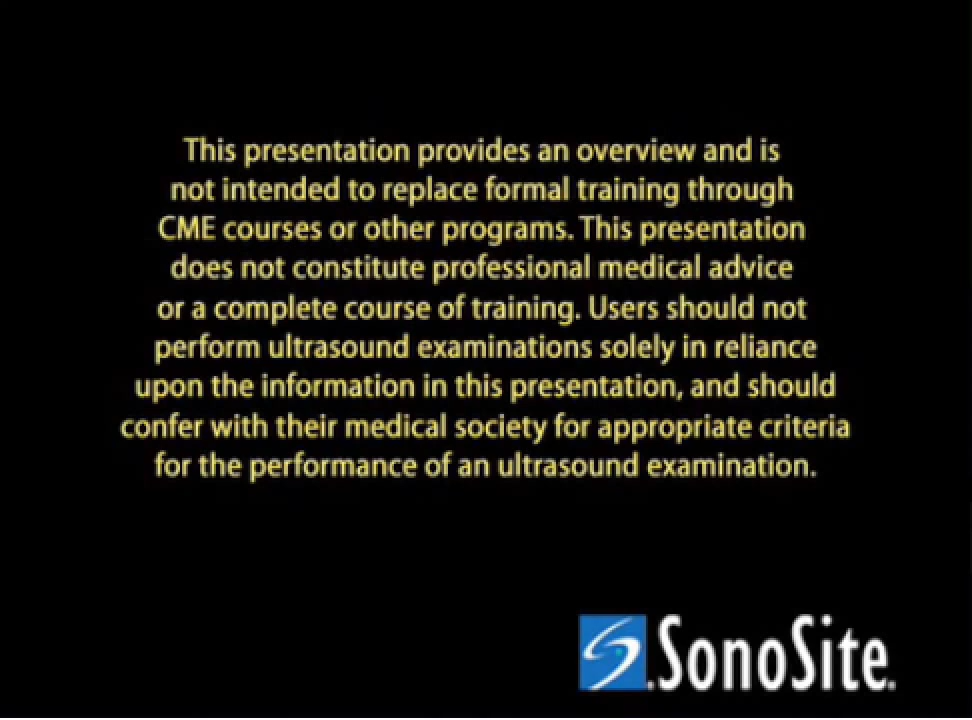 This presentation provides an overview and is
not intended to replace formal training through
CME courses or other programs. This presentation
does not constitute professional medical advice
or a complete course of training. Users should not
perform ultrasound examinations solely in reliance
upon the information in this presentation, and should
confer with their medical society for appropriate criteria
for the performance of an ultrasound examination.
SonoSite.